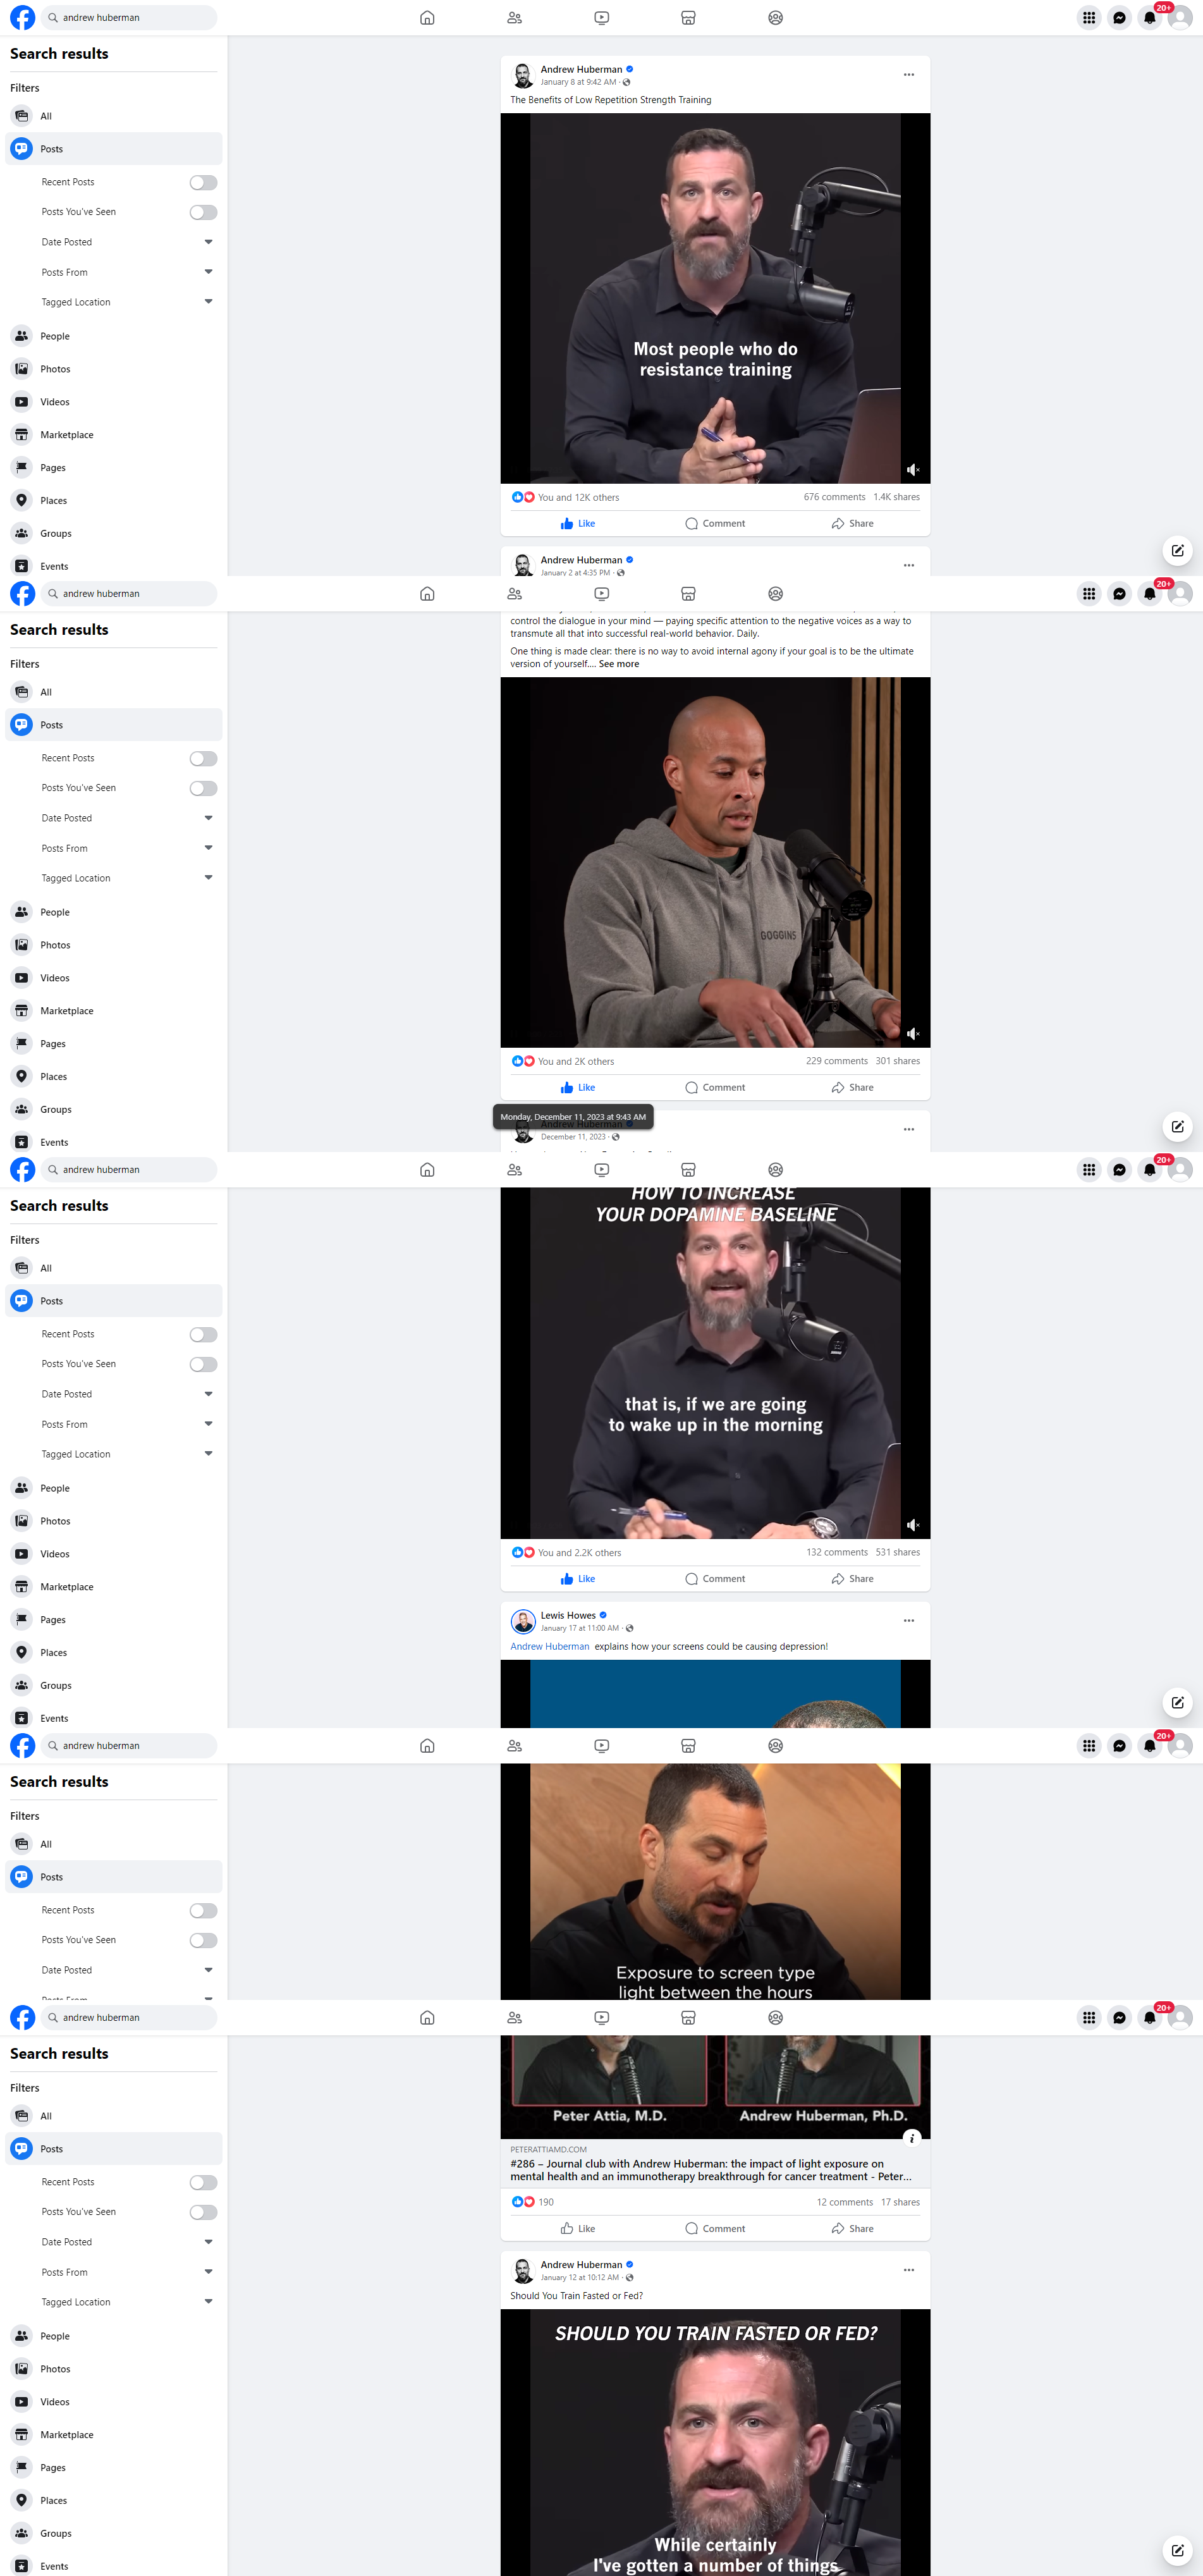 andrew huberman
20+
Search results
Filters
All
Posts
Recent Posts
Posts You've Seen
Date Posted
Posts From
Tagged Location
People
Photos
Videos
Marketplace
Pages
Places
Groups
Events
Andrew Huberman
January 8 at 9:42 AM ·
The Benefits of Low Repetition Strength Training
Most people who do
resistance training
You and 12K others
676 comments 1.4K shares
Like Comment Share
Andrew Huberman
January 2 at 4:35 PM ·
andrew huberman
20+
Search results
Filters
All
Posts
Recent Posts
Posts You've Seen
Date Posted
Posts From
Tagged Location
People
Photos
Videos
Marketplace
Pages
Places
Groups
Events
control the dialogue in your mind — paying specific attention to the negative voices as a way to
transmute all that into successful real-world behavior. Daily.
One thing is made clear: there is no way to avoid internal agony if your goal is to be the ultimate
version of yourself.... See more
GOGGINS
You and 2K others
229 comments 301 shares
Like Comment Share
Monday, December 11, 2023 at 9:43 AM
Andrew Huberman
December 11, 2023 ·
andrew huberman
20+
Search results
Filters
All
Posts
Recent Posts
Posts You've Seen
Date Posted
Posts From
Tagged Location
People
Photos
Videos
Marketplace
Pages
Places
Groups
Events
HOW TO INCREASE
YOUR DOPAMINE BASELINE
that is, if we are going
to wake up in the morning
You and 2.2K others
132 comments 531 shares
Like Comment Share
Lewis Howes
January 17 at 11:00 AM ·
Andrew Huberman explains how your screens could be causing depression!
andrew huberman
20+
Search results
Filters
All
Posts
Recent Posts
Posts You've Seen
Date Posted
Exposure to screen type
light between the hours
andrew huberman
20+
Search results
Filters
All
Posts
Recent Posts
Posts You've Seen
Date Posted
Posts From
Tagged Location
People
Photos
Videos
Marketplace
Pages
Places
Groups
Events
Peter Attia, M.D. Andrew Huberman, Ph.D.
PETERATTIAMD.COM
#286 – Journal club with Andrew Huberman: the impact of light exposure on
mental health and an immunotherapy breakthrough for cancer treatment - Peter...
190
12 comments 17 shares
Like Comment Share
Andrew Huberman
January 12 at 10:12 AM ·
Should You Train Fasted or Fed?
SHOULD YOU TRAIN FASTED OR FED?
While certainly
I've gotten a number of things